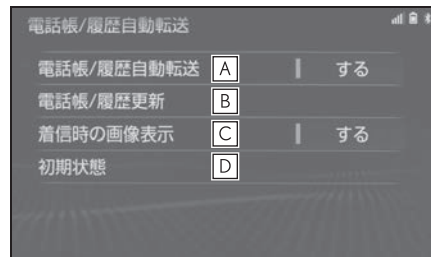 電話帳/履歴自動転送
電話帳/履歴自動転送 A する
電話帳/履歴更新 B
着信時の画像表示 C する
初期状態 D